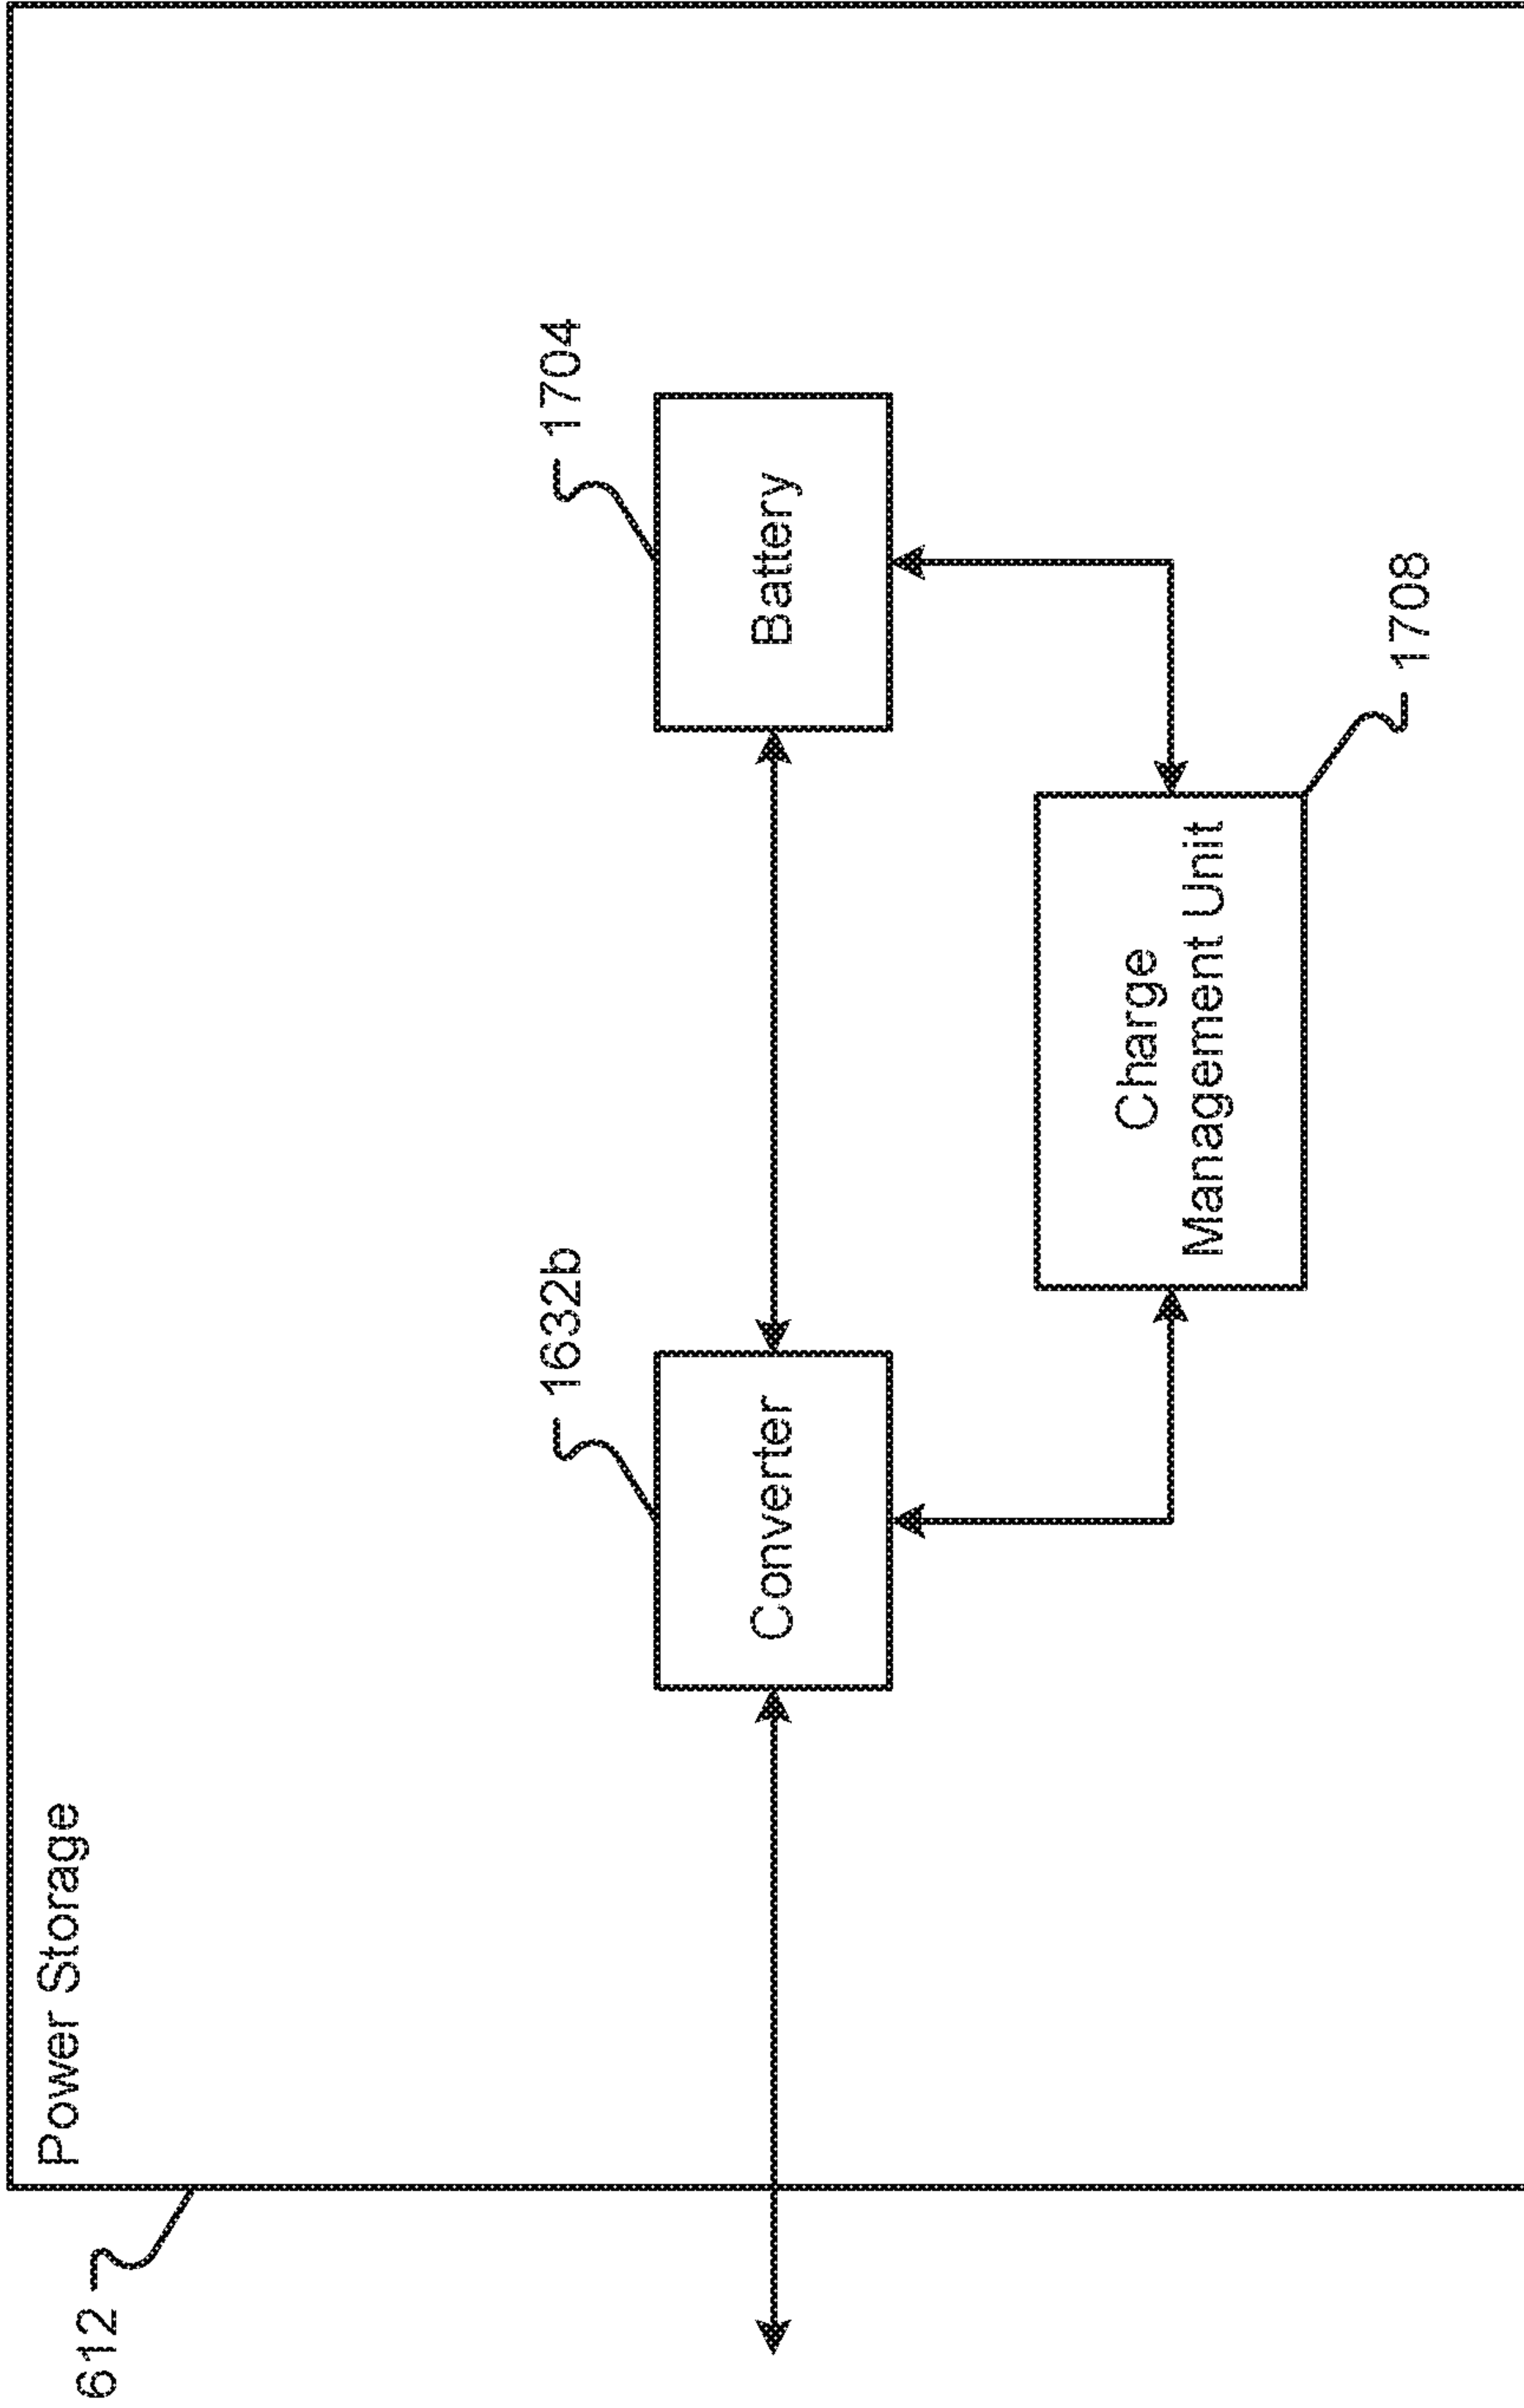 612
Power Storage
1632b
1704
Converter
Battery
Charge
Management Unit
1708